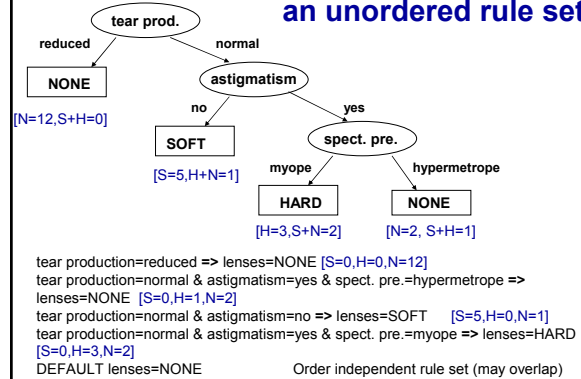 an unordered rule set
tear prod.
reduced
normal
NONE
astigmatism
[N=12,S+H=0]
no
yes
SOFT
spect. pre.
[S=5,H+N=1]
myope
hypermetrope
HARD
NONE
[H=3,S+N=2]
[N=2, S+H=1]
tear production=reduced => lenses=NONE [S=0,H=0,N=12]
tear production=normal & astigmatism=yes & spect. pre.=hypermetrope =>
lenses=NONE [S=0,H=1,N=2]
tear production=normal & astigmatism=no => lenses=SOFT [S=5,H=0,N=1]
tear production=normal & astigmatism=yes & spect. pre.=myope => lenses=HARD
[S=0,H=3,N=2]
DEFAULT lenses=NONE Order independent rule set (may overlap)